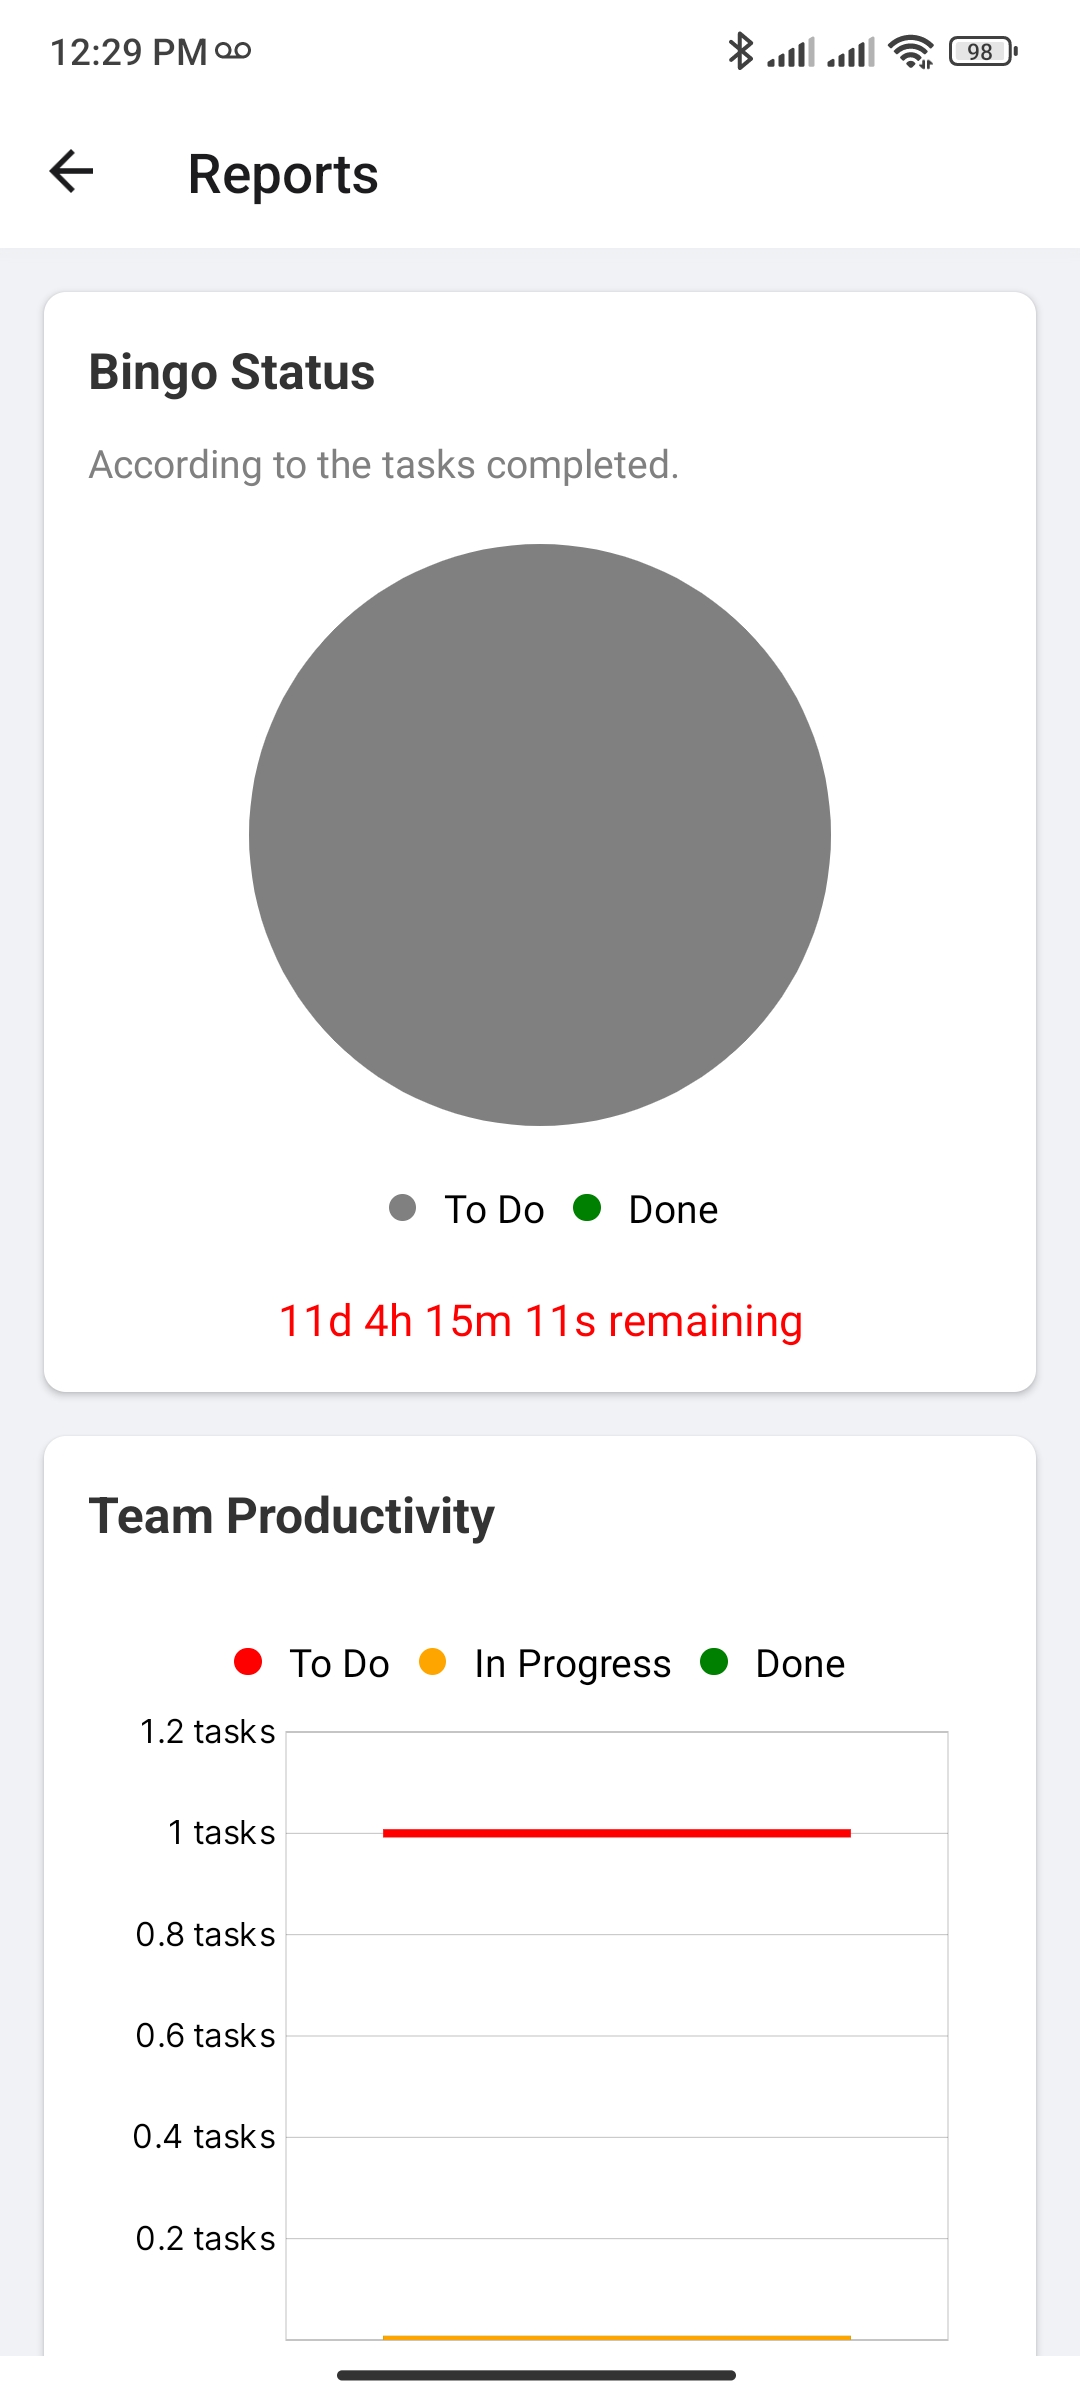 12:29 PM
98
Reports
Bingo Status
According to the tasks completed.
To Do Done
11d 4h 15m 11s remaining
Team Productivity
To Do In Progress Done
1.2 tasks
1 tasks
0.8 tasks
0.6 tasks
0.4 tasks
0.2 tasks